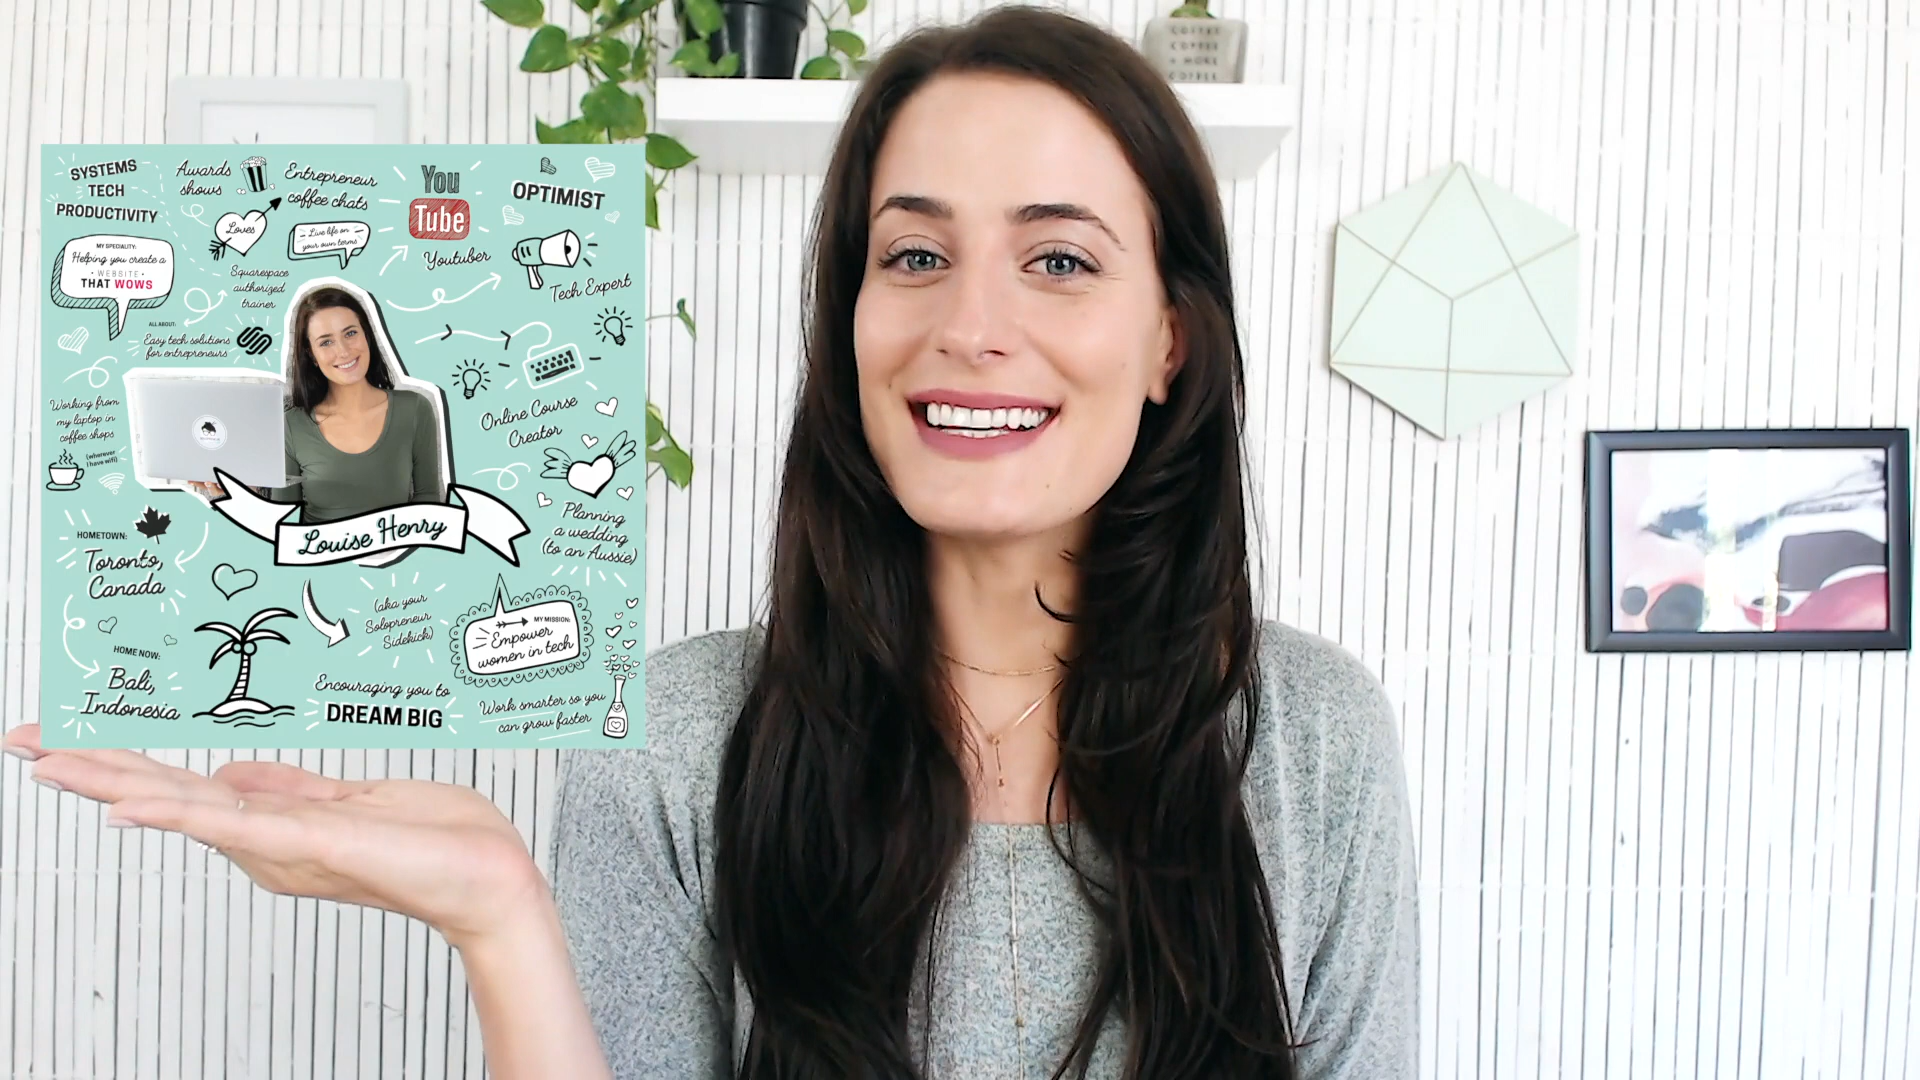 SYSTEMS
TECH
PRODUCTIVITY
Awards
shows
Loves
Entrepreneur
coffee chats
Live life on
your own terms
You
Tube
Youtuber
OPTIMIST
Tech Expert
MY SPECIALITY:
Helping you create a
• WEBSITE •
THAT WOWS
Squarespace
authorized
trainer
ALL ABOUT:
Easy tech solutions
for entrepreneurs
Working from
my laptop in
coffee shops
(wherever
I have wifi)
Online Course
Creator
Louise Henry
Planning
a wedding
(to an Aussie)
HOMETOWN:
Toronto,
Canada
HOME NOW:
Bali,
Indonesia
(aka your
Solopreneur
Sidekick)
Encouraging you to
DREAM BIG
MY MISSION:
Empower
women in tech
Work smarter so you
can grow faster
COFFEE
COFFEE
+ MORE
COFFEE